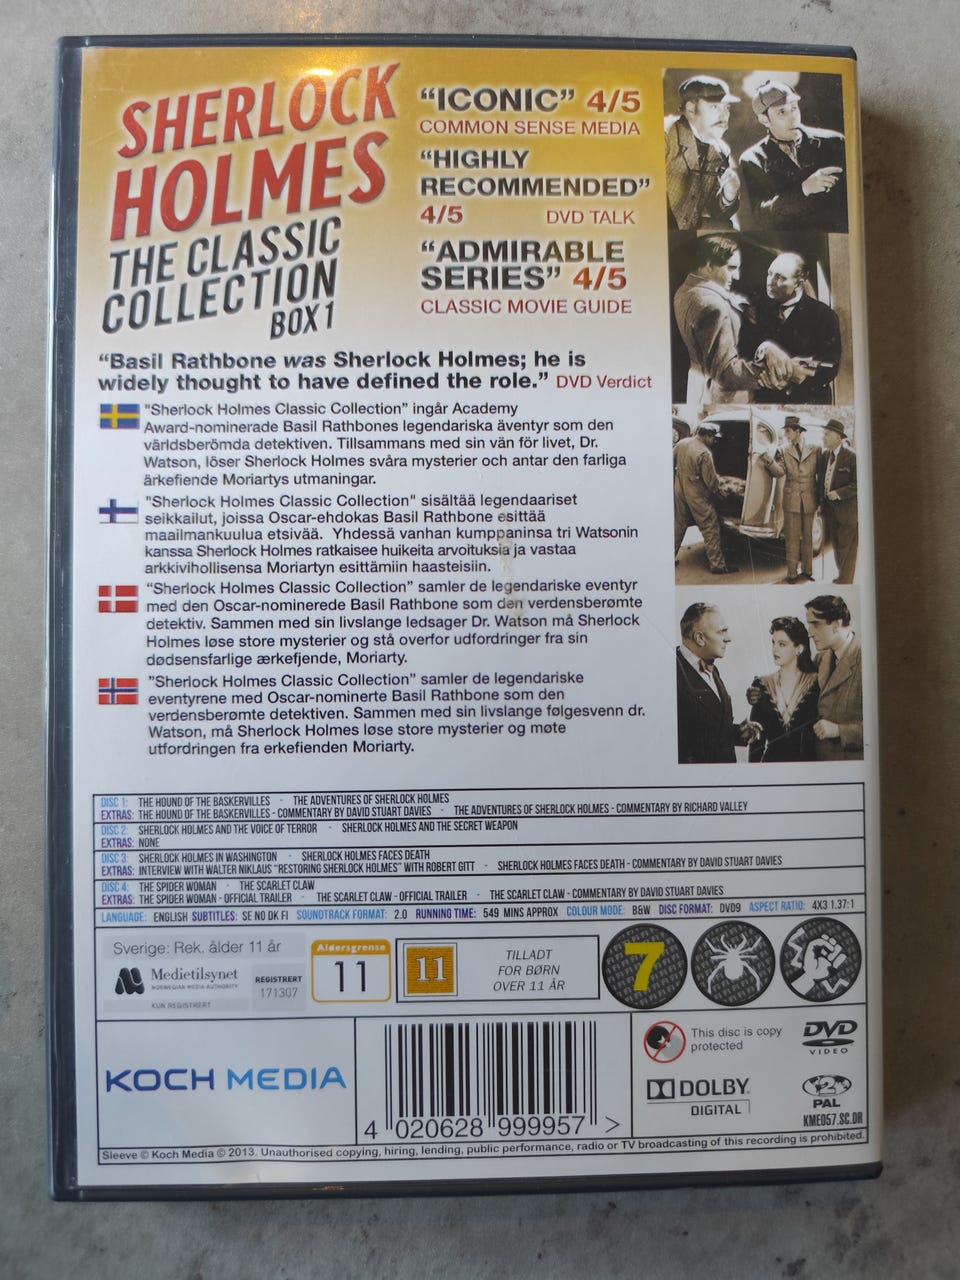 SHERLOCK
HOLMES
THE CLASSIC
COLLECTION
BOX 1
“ICONIC” 4/5
COMMON SENSE MEDIA
“HIGHLY
RECOMMENDED”
4/5 DVD TALK
“ADMIRABLE
SERIES” 4/5
CLASSIC MOVIE GUIDE
“Basil Rathbone was Sherlock Holmes; he is
widely thought to have defined the role.” DVD Verdict
"Sherlock Holmes Classic Collection” ingår Academy
Award-nominerade Basil Rathbones legendariska äventyr som den
världsberömda detektiven. Tillsammans med sin vän för livet, Dr.
Watson, löser Sherlock Holmes svåra mysterier och antar den farliga
ärkefiende Moriartys utmaningar.
"Sherlock Holmes Classic Collection" sisältää legendaariset
seikkailut, joissa Oscar-ehdokas Basil Rathbone esittää
maailmankuulua etsivää. Yhdessä vanhan kumppaninsa tri Watsonin
kanssa Sherlock Holmes ratkaisee huikeita arvoituksia ja vastaa
arkkivihollisensa Moriartyn esittämiin haasteisiin.
"Sherlock Holmes Classic Collection” samler de legendariske eventyr
med den Oscar-nominerede Basil Rathbone som den verdensberømte
detektiv. Sammen med sin livslange ledsager Dr. Watson må Sherlock
Holmes løse store mysterier og stå overfor udfordringer fra sin
dødsensfarlige ærkefjende, Moriarty.
"Sherlock Holmes Classic Collection” samler de legendariske
eventyrene med Oscar-nominerte Basil Rathbone som den
verdensberømte detektiven. Sammen med sin livslange følgesvenn dr.
Watson, må Sherlock Holmes løse store mysterier og møte
utfordringen fra erkefienden Moriarty.
DISC 1: THE HOUND OF THE BASKERVILLES - THE ADVENTURES OF SHERLOCK HOLMES
EXTRAS: THE HOUND OF THE BASKERVILLES - COMMENTARY BY DAVID STUART DAVIES - THE ADVENTURES OF SHERLOCK HOLMES - COMMENTARY BY RICHARD VALLEY
DISC 2: SHERLOCK HOLMES AND THE VOICE OF TERROR - SHERLOCK HOLMES AND THE SECRET WEAPON
EXTRAS: NONE
DISC 3: SHERLOCK HOLMES IN WASHINGTON - SHERLOCK HOLMES FACES DEATH
EXTRAS: INTERVIEW WITH WALTER NIKLAUS "RESTORING SHERLOCK HOLMES" WITH ROBERT GITT - SHERLOCK HOLMES FACES DEATH - COMMENTARY BY DAVID STUART DAVIES
DISC 4: THE SPIDER WOMAN - THE SCARLET CLAW
EXTRAS: THE SPIDER WOMAN - OFFICIAL TRAILER - THE SCARLET CLAW - OFFICIAL TRAILER - THE SCARLET CLAW - COMMENTARY BY DAVID STUART DAVIES
LANGUAGE: ENGLISH SUBTITLES: SE NO DK FI SOUNDTRACK FORMAT: 2.0 RUNNING TIME: 549 MINS APPROX COLOUR MODE: B&W DISC FORMAT: DVD9 ASPECT RATIO: 4X3 1.37:1
Sverige: Rek. ålder 11 år
Medietilsynet
NORWEGIAN MEDIA AUTHORITY
KUN REGISTRERT
REGISTRERT
171307
Aldersgrense
11
11
TILLADT
FOR BØRN
OVER 11 ÅR
7
KOCH MEDIA
4 020628 999957 >
This disc is copy
protected
DVD
VIDEO
DOLBY
DIGITAL
2
PAL
KME057.SC.DR
Sleeve © Koch Media © 2013. Unauthorised copying, hiring, lending, public performance, radio or TV broadcasting of this recording is prohibited.